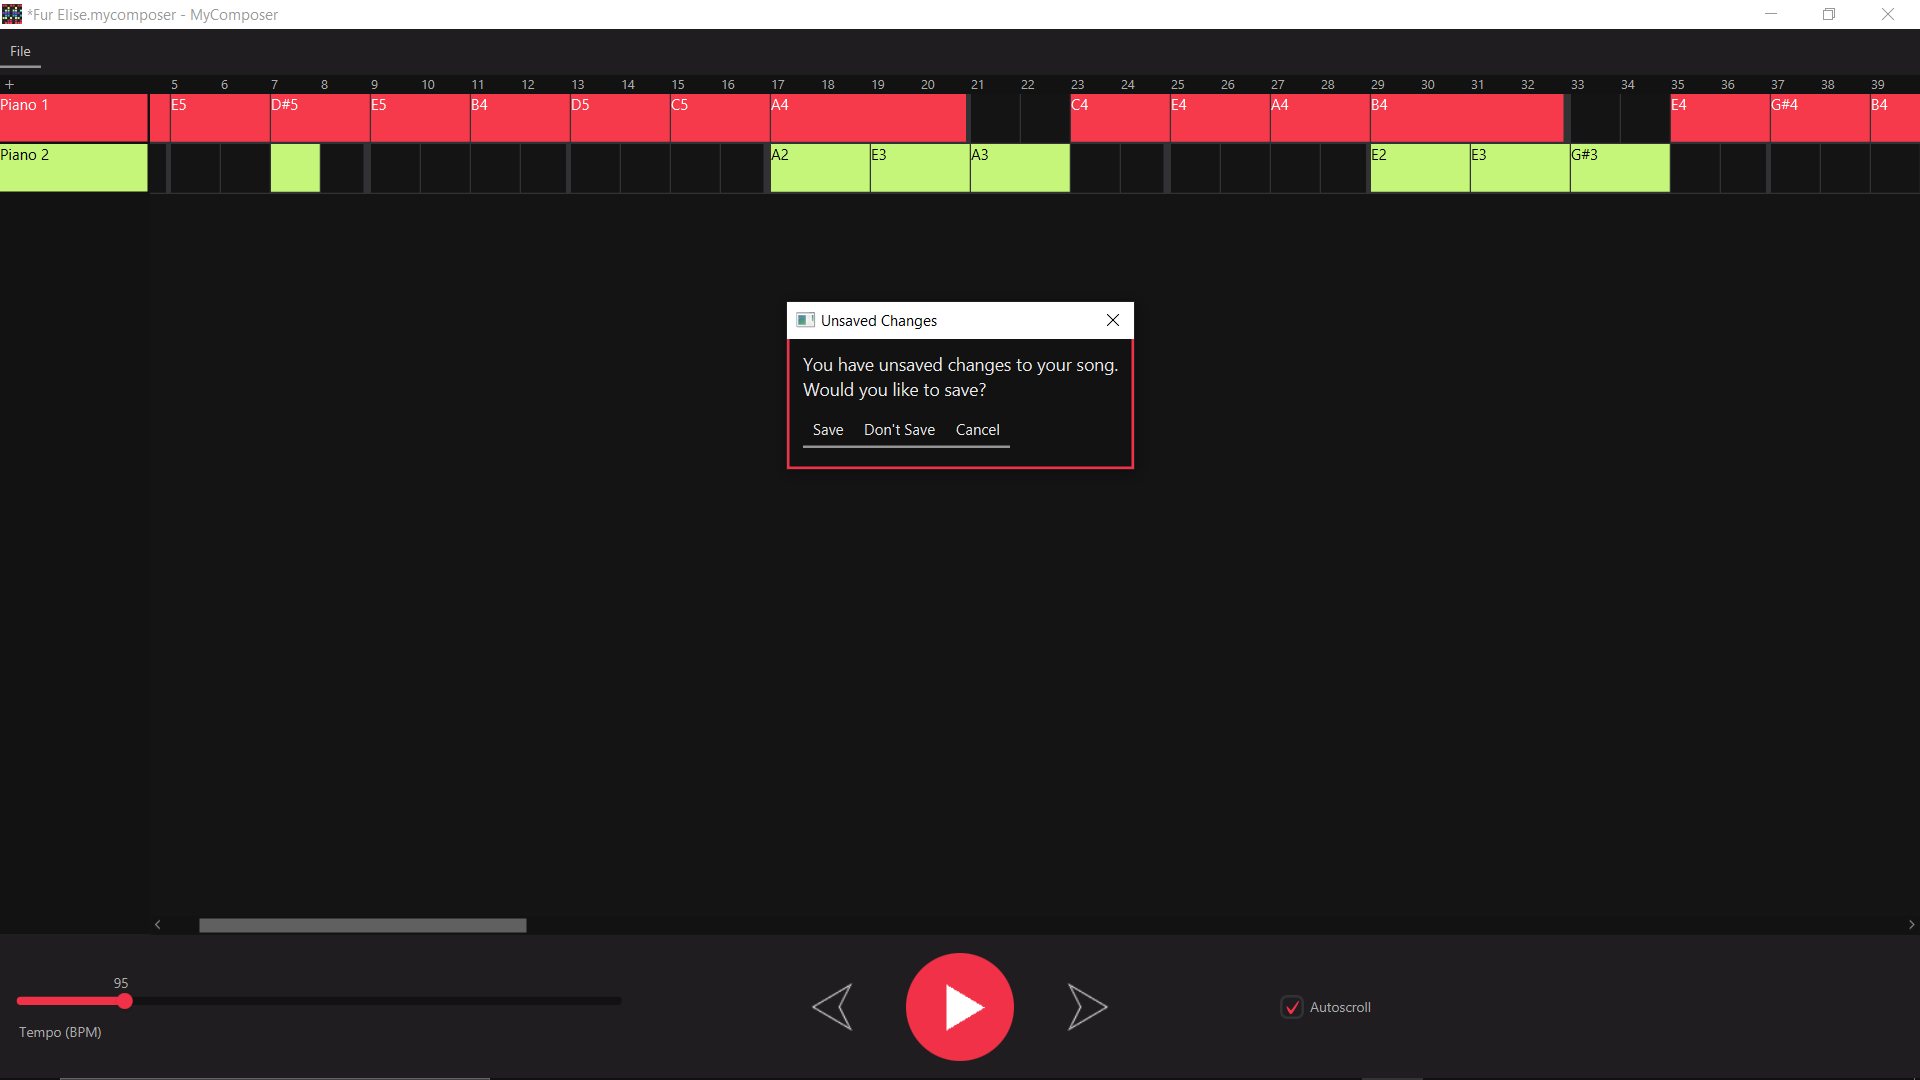 *Fur Elise.mycomposer - MyComposer
File
+ 5 6 7 8 9 10 11 12 13 14 15 16 17 18 19 20 21 22 23 24 25 26 27 28 29 30 31 32 33 34 35 36 37 38 39
Piano 1 E5 D#5 E5 B4 D5 C5 A4 C4 E4 A4 B4 E4 G#4 B4
Piano 2 A2 E3 A3 E2 E3 G#3
Unsaved Changes
You have unsaved changes to your song.
Would you like to save?
Save Don't Save Cancel
95
Tempo (BPM)
Autoscroll